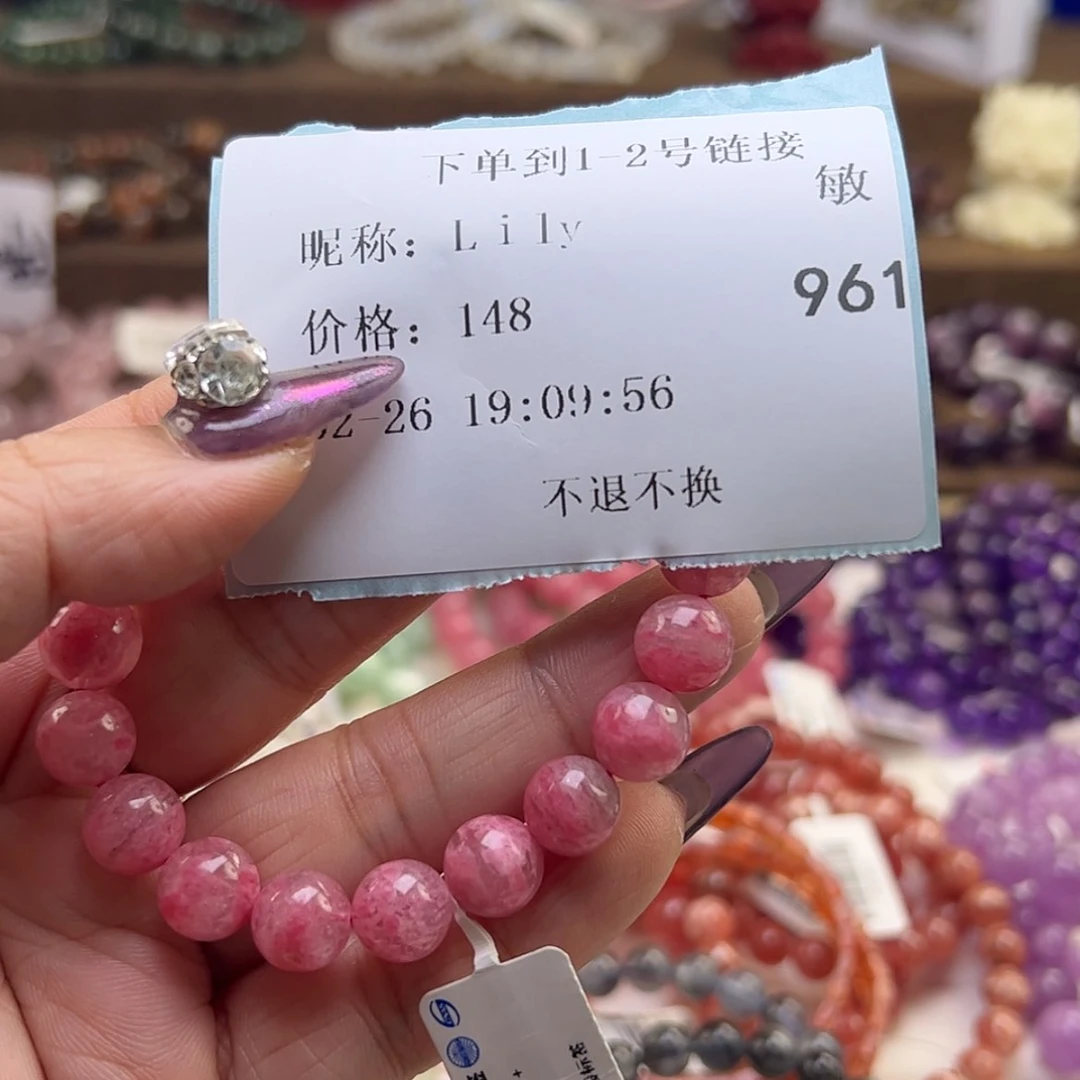 下单到1-2号链接
敏
昵称: Lily
961
价格: 148
02-26 19:09:56
不退不换